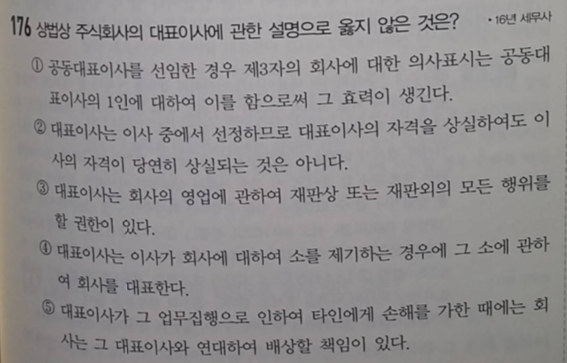 176 상법상 주식회사의 대표이사에 관한 설명으로 옳지 않은 것은? • 16년 세무사
① 공동대표이사를 선임한 경우 제3자의 회사에 대한 의사표시는 공동대
표이사의 1인에 대하여 이를 함으로써 그 효력이 생긴다.
② 대표이사는 이사 중에서 선정하므로 대표이사의 자격을 상실하여도 이
사의 자격이 당연히 상실되는 것은 아니다.
③ 대표이사는 회사의 영업에 관하여 재판상 또는 재판외의 모든 행위를
할 권한이 있다.
④ 대표이사는 이사가 회사에 대하여 소를 제기하는 경우에 그 소에 관하
여 회사를 대표한다.
⑤ 대표이사가 그 업무집행으로 인하여 타인에게 손해를 가한 때에는 회
사는 그 대표이사와 연대하여 배상할 책임이 있다.